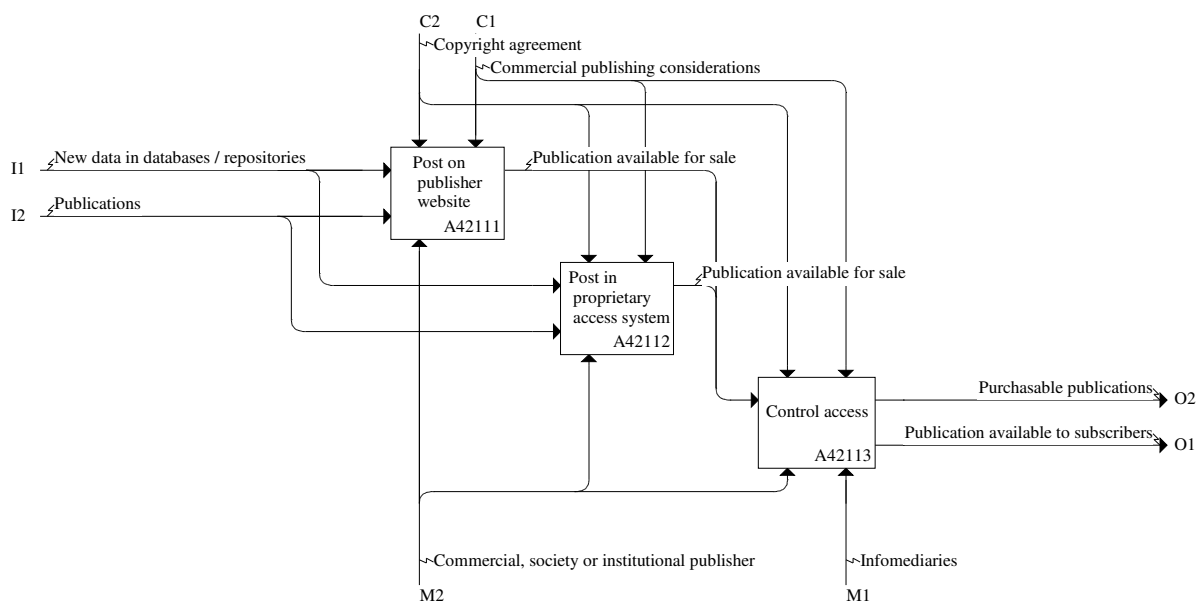 C2 C1
Copyright agreement
Commercial publishing considerations
I1 New data in databases / repositories
Publication available for sale
Post on
publisher
website
A42111
I2 Publications
Publication available for sale
Post in
proprietary
access system
A42112
Purchasable publications O2
Control access
A42113
Publication available to subscribers O1
Commercial, society or institutional publisher
Infomediaries
M2 M1